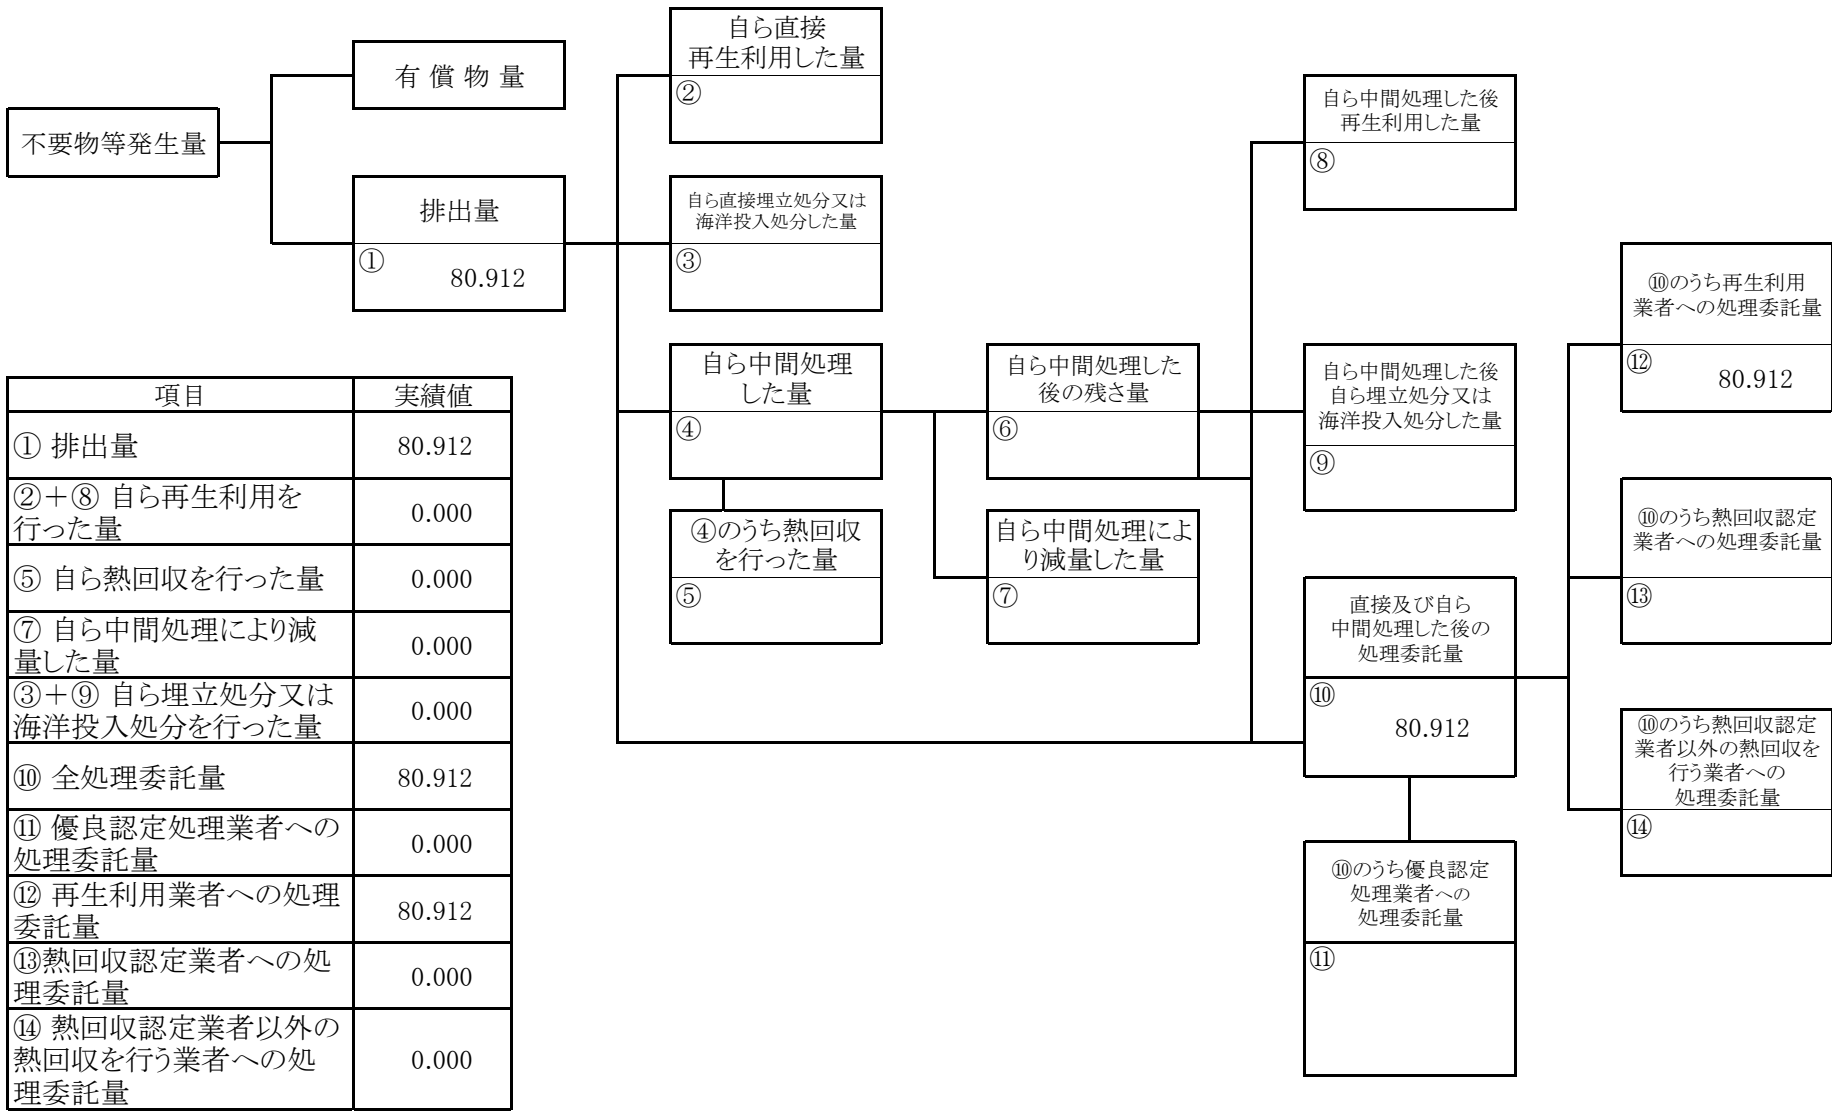 不要物等発生量
有償物量
排出量
①
80.912
自ら直接
再生利用した量
②
自ら直接埋立処分又は
海洋投入処分した量
③
自ら中間処理
した量
④
④のうち熱回収
を行った量
⑤
自ら中間処理した
後の残さ量
⑥
自ら中間処理によ
り減量した量
⑦
自ら中間処理した後
再生利用した量
⑧
自ら中間処理した後
自ら埋立処分又は
海洋投入処分した量
⑨
直接及び自ら
中間処理した後の
処理委託量
⑩
80.912
⑩のうち優良認定
処理業者への
処理委託量
⑪
⑩のうち再生利用
業者への処理委託量
⑫
80.912
⑩のうち熱回収認定
業者への処理委託量
⑬
⑩のうち熱回収認定
業者以外の熱回収を
行う業者への
処理委託量
⑭
項目 実績値
① 排出量 80.912
②＋⑧ 自ら再生利用を
行った量 0.000
⑤ 自ら熱回収を行った量 0.000
⑦ 自ら中間処理により減
量した量 0.000
③＋⑨ 自ら埋立処分又は
海洋投入処分を行った量 0.000
⑩ 全処理委託量 80.912
⑪ 優良認定処理業者への
処理委託量 0.000
⑫ 再生利用業者への処理
委託量 80.912
⑬熱回収認定業者への処
理委託量 0.000
⑭ 熱回収認定業者以外の
熱回収を行う業者への処
理委託量 0.000